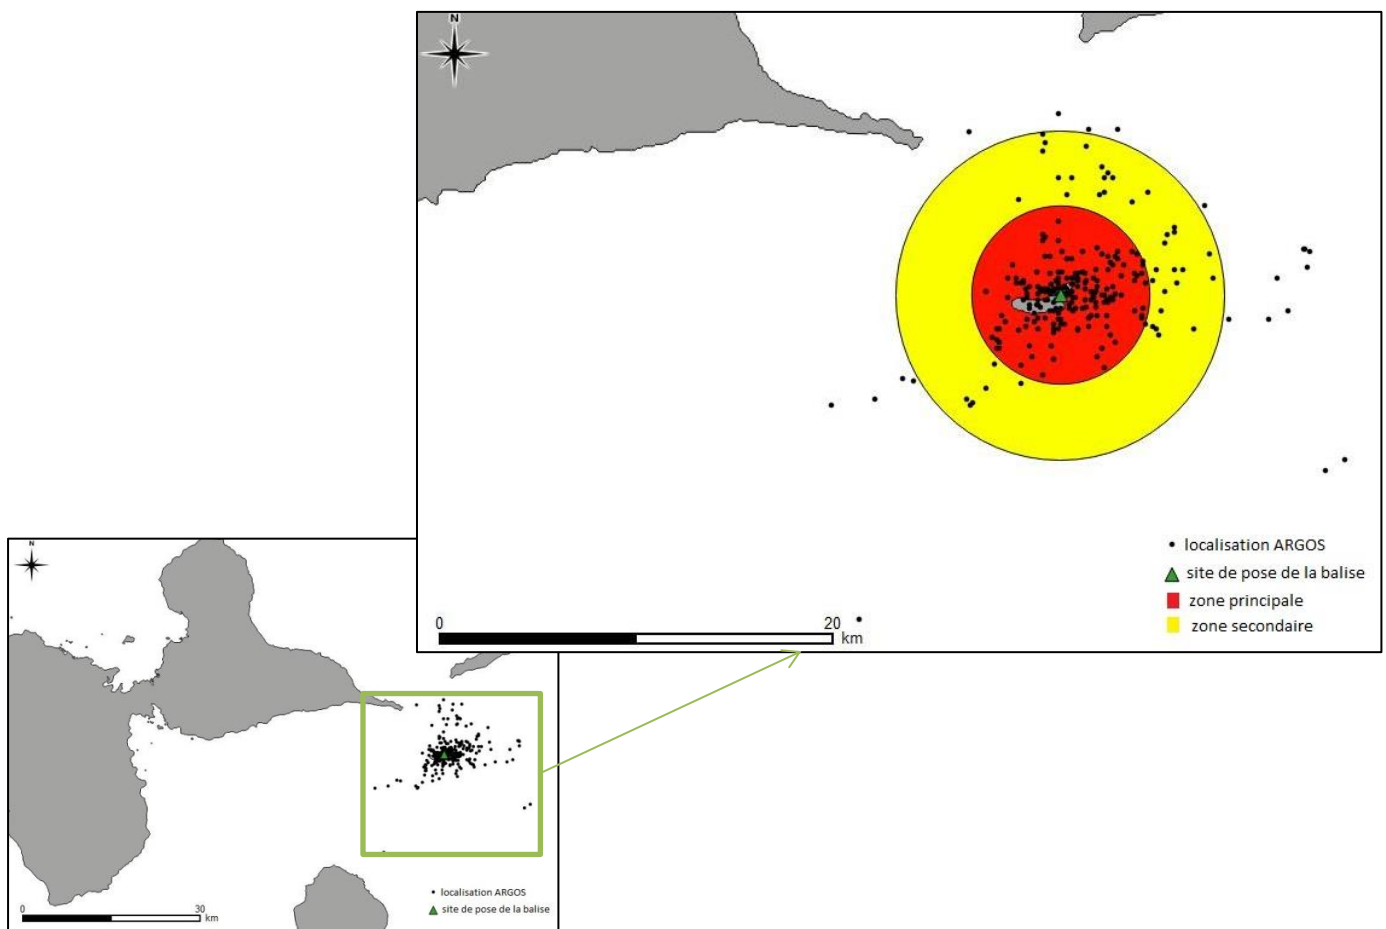 N
localisation ARGOS
site de pose de la balise
zone principale
zone secondaire
0 20
km
N
localisation ARGOS
site de pose de la balise
0 30
km